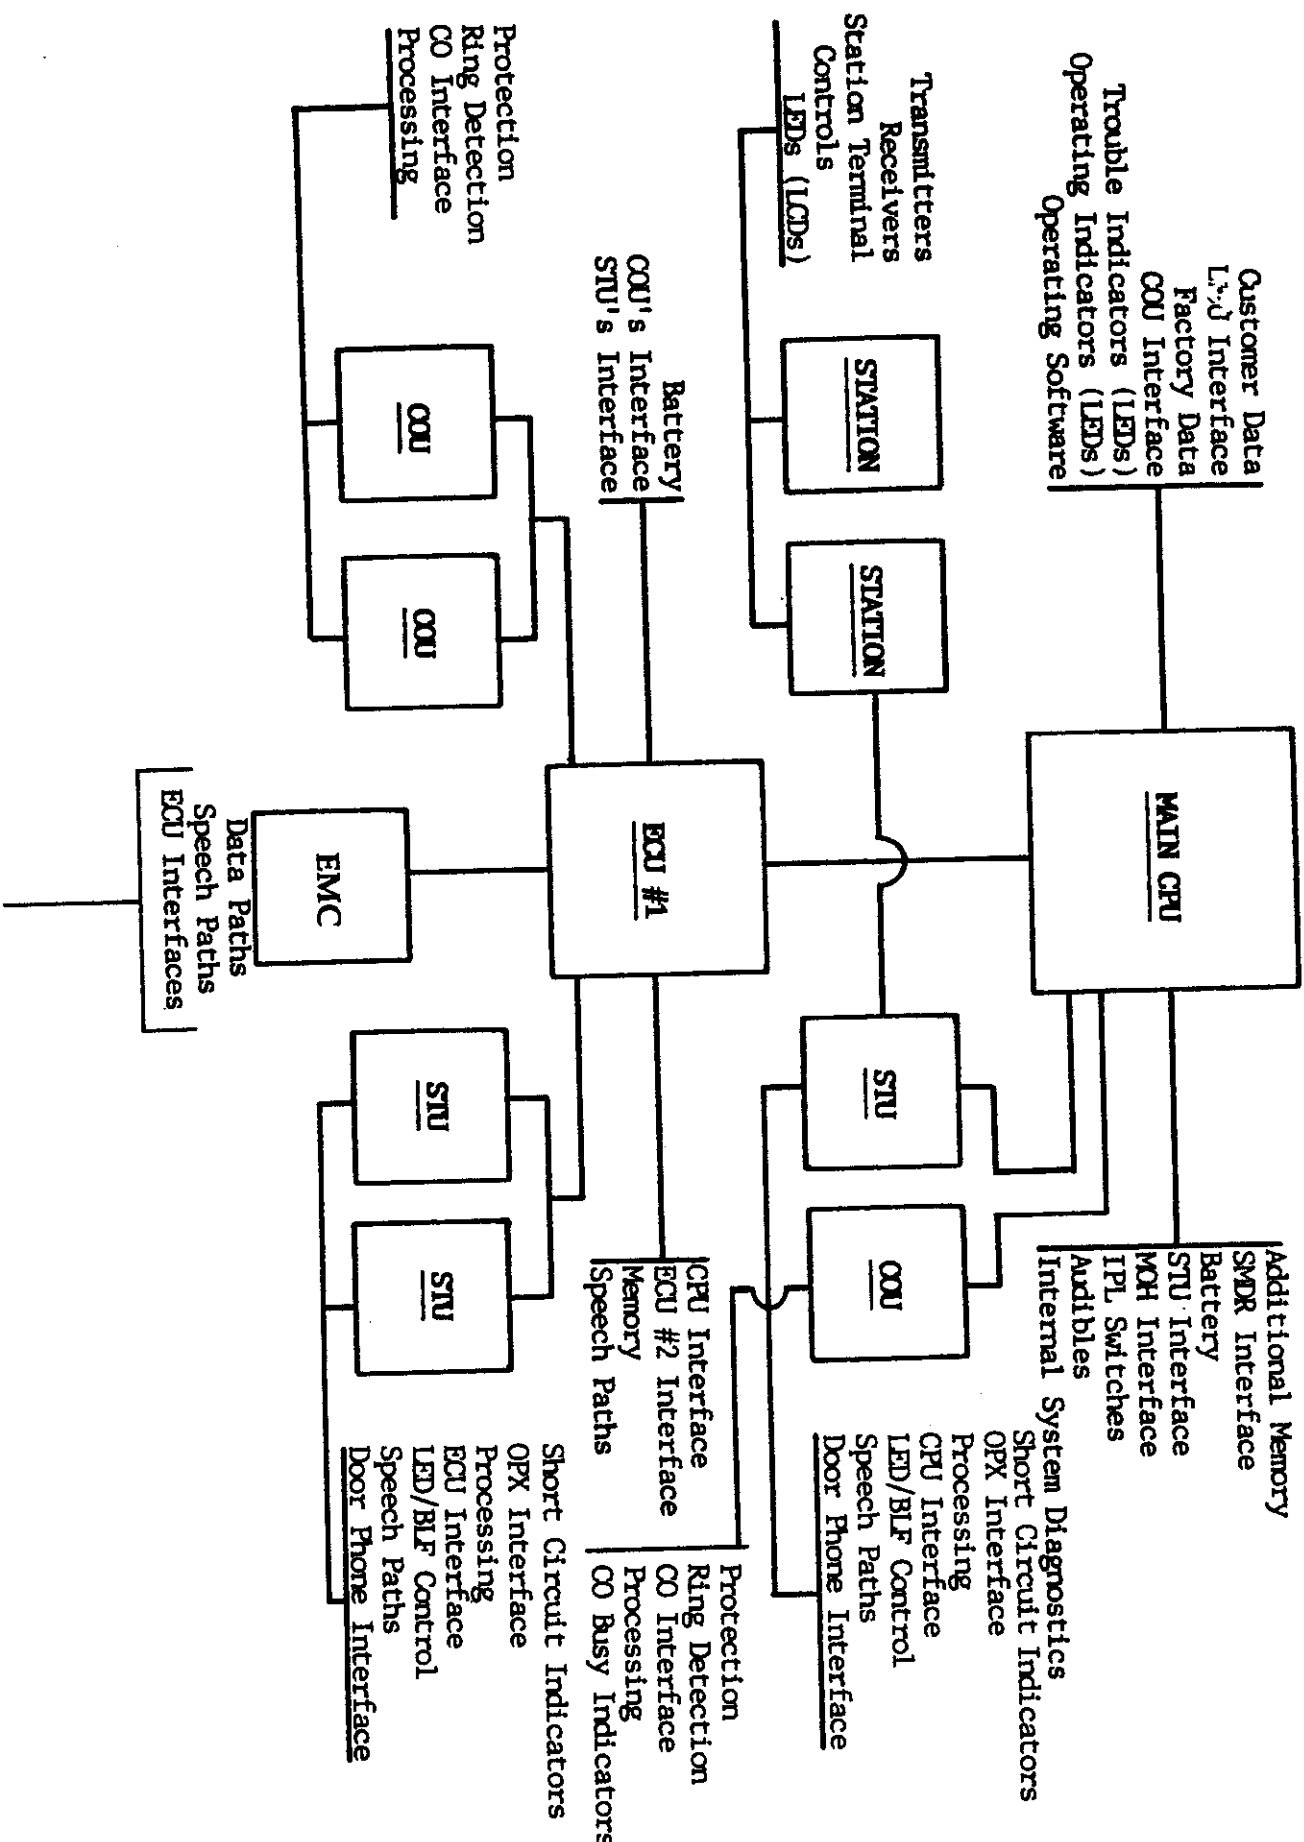 Customer Data
Interface
Factory Data
COU Interface
Trouble Indicators (LEDs)
Operating Indicators (LEDs)
Operating Software
MAIN CPU
Additional Memory
SMDR Interface
Battery
STU Interface
MOH Interface
IPL Switches
Audibles
Internal System Diagnostics
Transmitters
Receivers
Station Terminal
Controls
LEDs (LCDs)
STATION
STATION
STU
COU
Short Circuit Indicators
OPX Interface
Processing
CPU Interface
LED/BLF Control
Speech Paths
Door Phone Interface
Battery
COU's Interface
STU's Interface
ECU #1
CPU Interface
ECU #2 Interface
Memory
Speech Paths
Protection
Ring Detection
CO Interface
Processing
CO Busy Indicators
Protection
Ring Detection
CO Interface
Processing
COU
COU
EMC
STU
STU
Short Circuit Indicators
OPX Interface
Processing
ECU Interface
LED/BLF Control
Speech Paths
Door Phone Interface
Data Paths
Speech Paths
ECU Interfaces